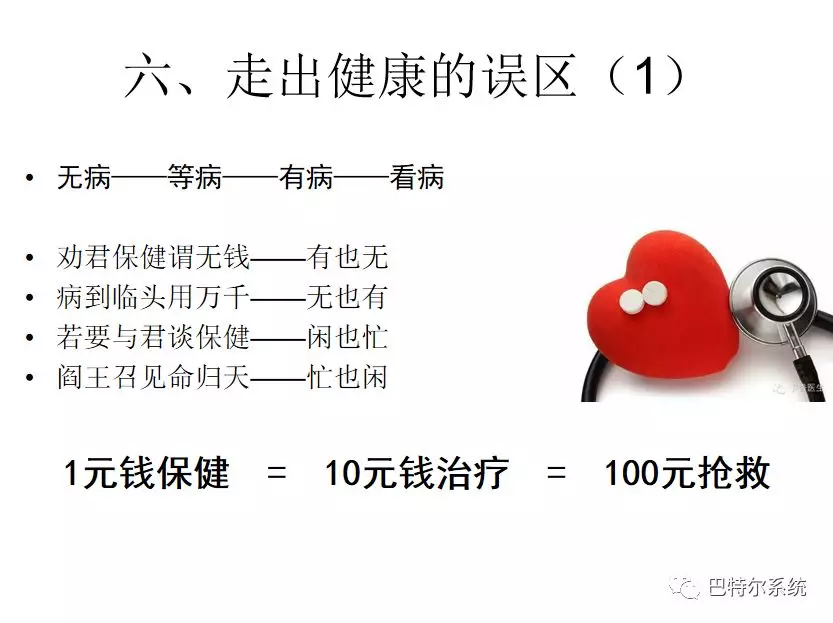 六、走出健康的误区（1）
• 无病——等病——有病——看病
• 劝君保健谓无钱——有也无
• 病到临头用万千——无也有
• 若要与君谈保健——闲也忙
• 阎王召见命归天——忙也闲
1元钱保健 = 10元钱治疗 = 100元抢救
巴特尔系统